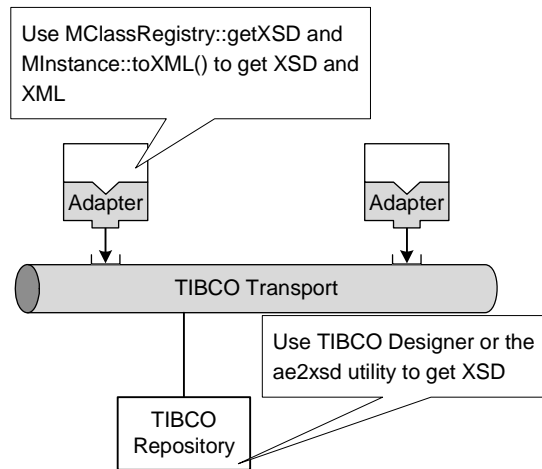 Use MClassRegistry::getXSD and
MInstance::toXML() to get XSD and
XML
Adapter
Adapter
TIBCO Transport
Use TIBCO Designer or the
ae2xsd utility to get XSD
TIBCO
Repository